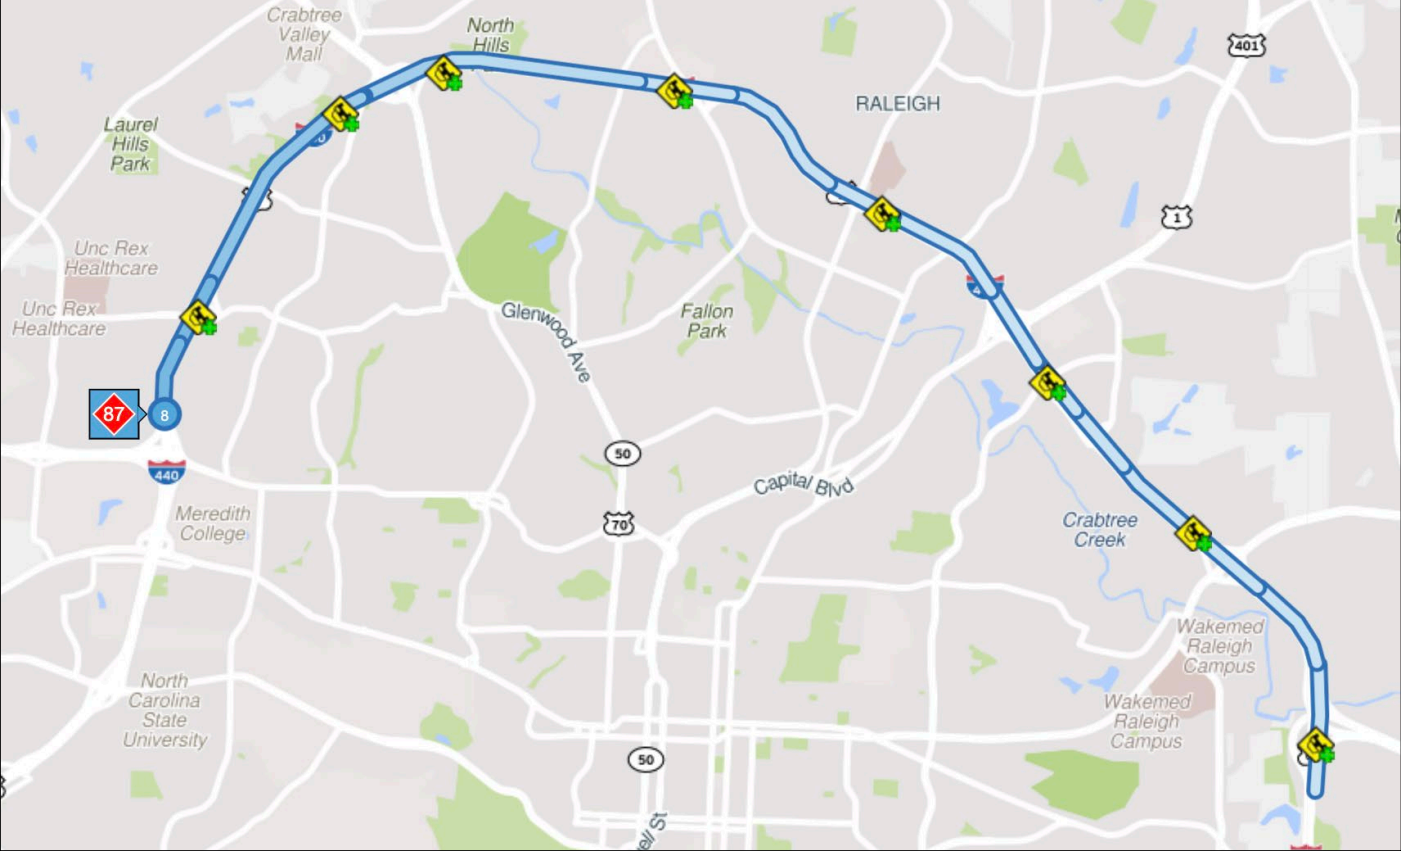 Crabtree
Valley
Mall
North
Hills
401
RALEIGH
Laurel
Hills
Park
1
Unc Rex
Healthcare
Unc Rex
Healthcare
Glenwood Ave
Fallon
Park
87
8
50
440
Capital Blvd
Meredith
College
70
Crabtree
Creek
Wakemed
Raleigh
Campus
North
Carolina
State
University
Wakemed
Raleigh
Campus
50
ell St